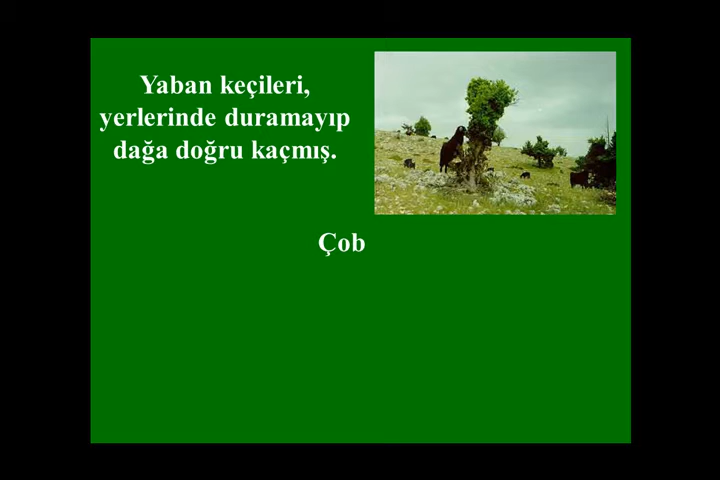 Yaban keçileri,
yerlerinde duramayıp
dağa doğru kaçmış.
Çob